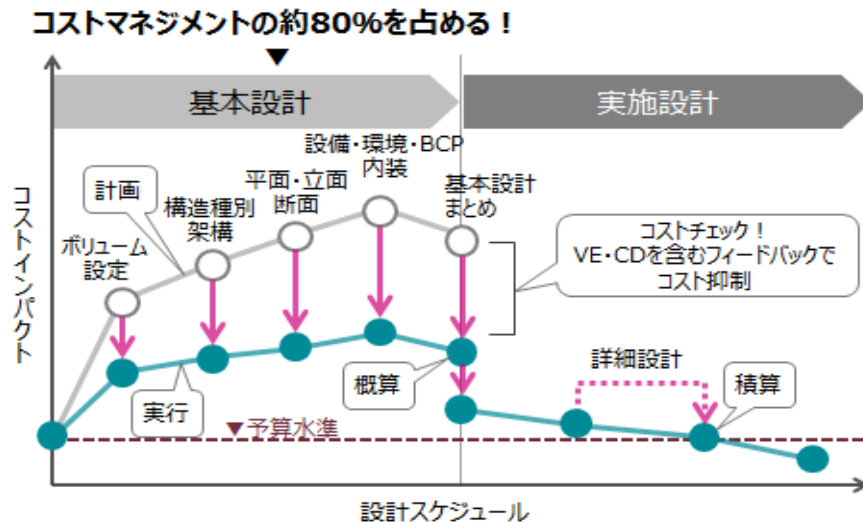 コストマネジメントの約80%を占める！
▼
基本設計
実施設計
設備・環境・BCP
内装
平面・立面
断面
基本設計
まとめ
計画
構造種別
架構
ボリューム
設定
コストインパクト
コストチェック！
VE・CDを含むフィードバックで
コスト抑制
詳細設計
概算
積算
実行
▼予算水準
設計スケジュール